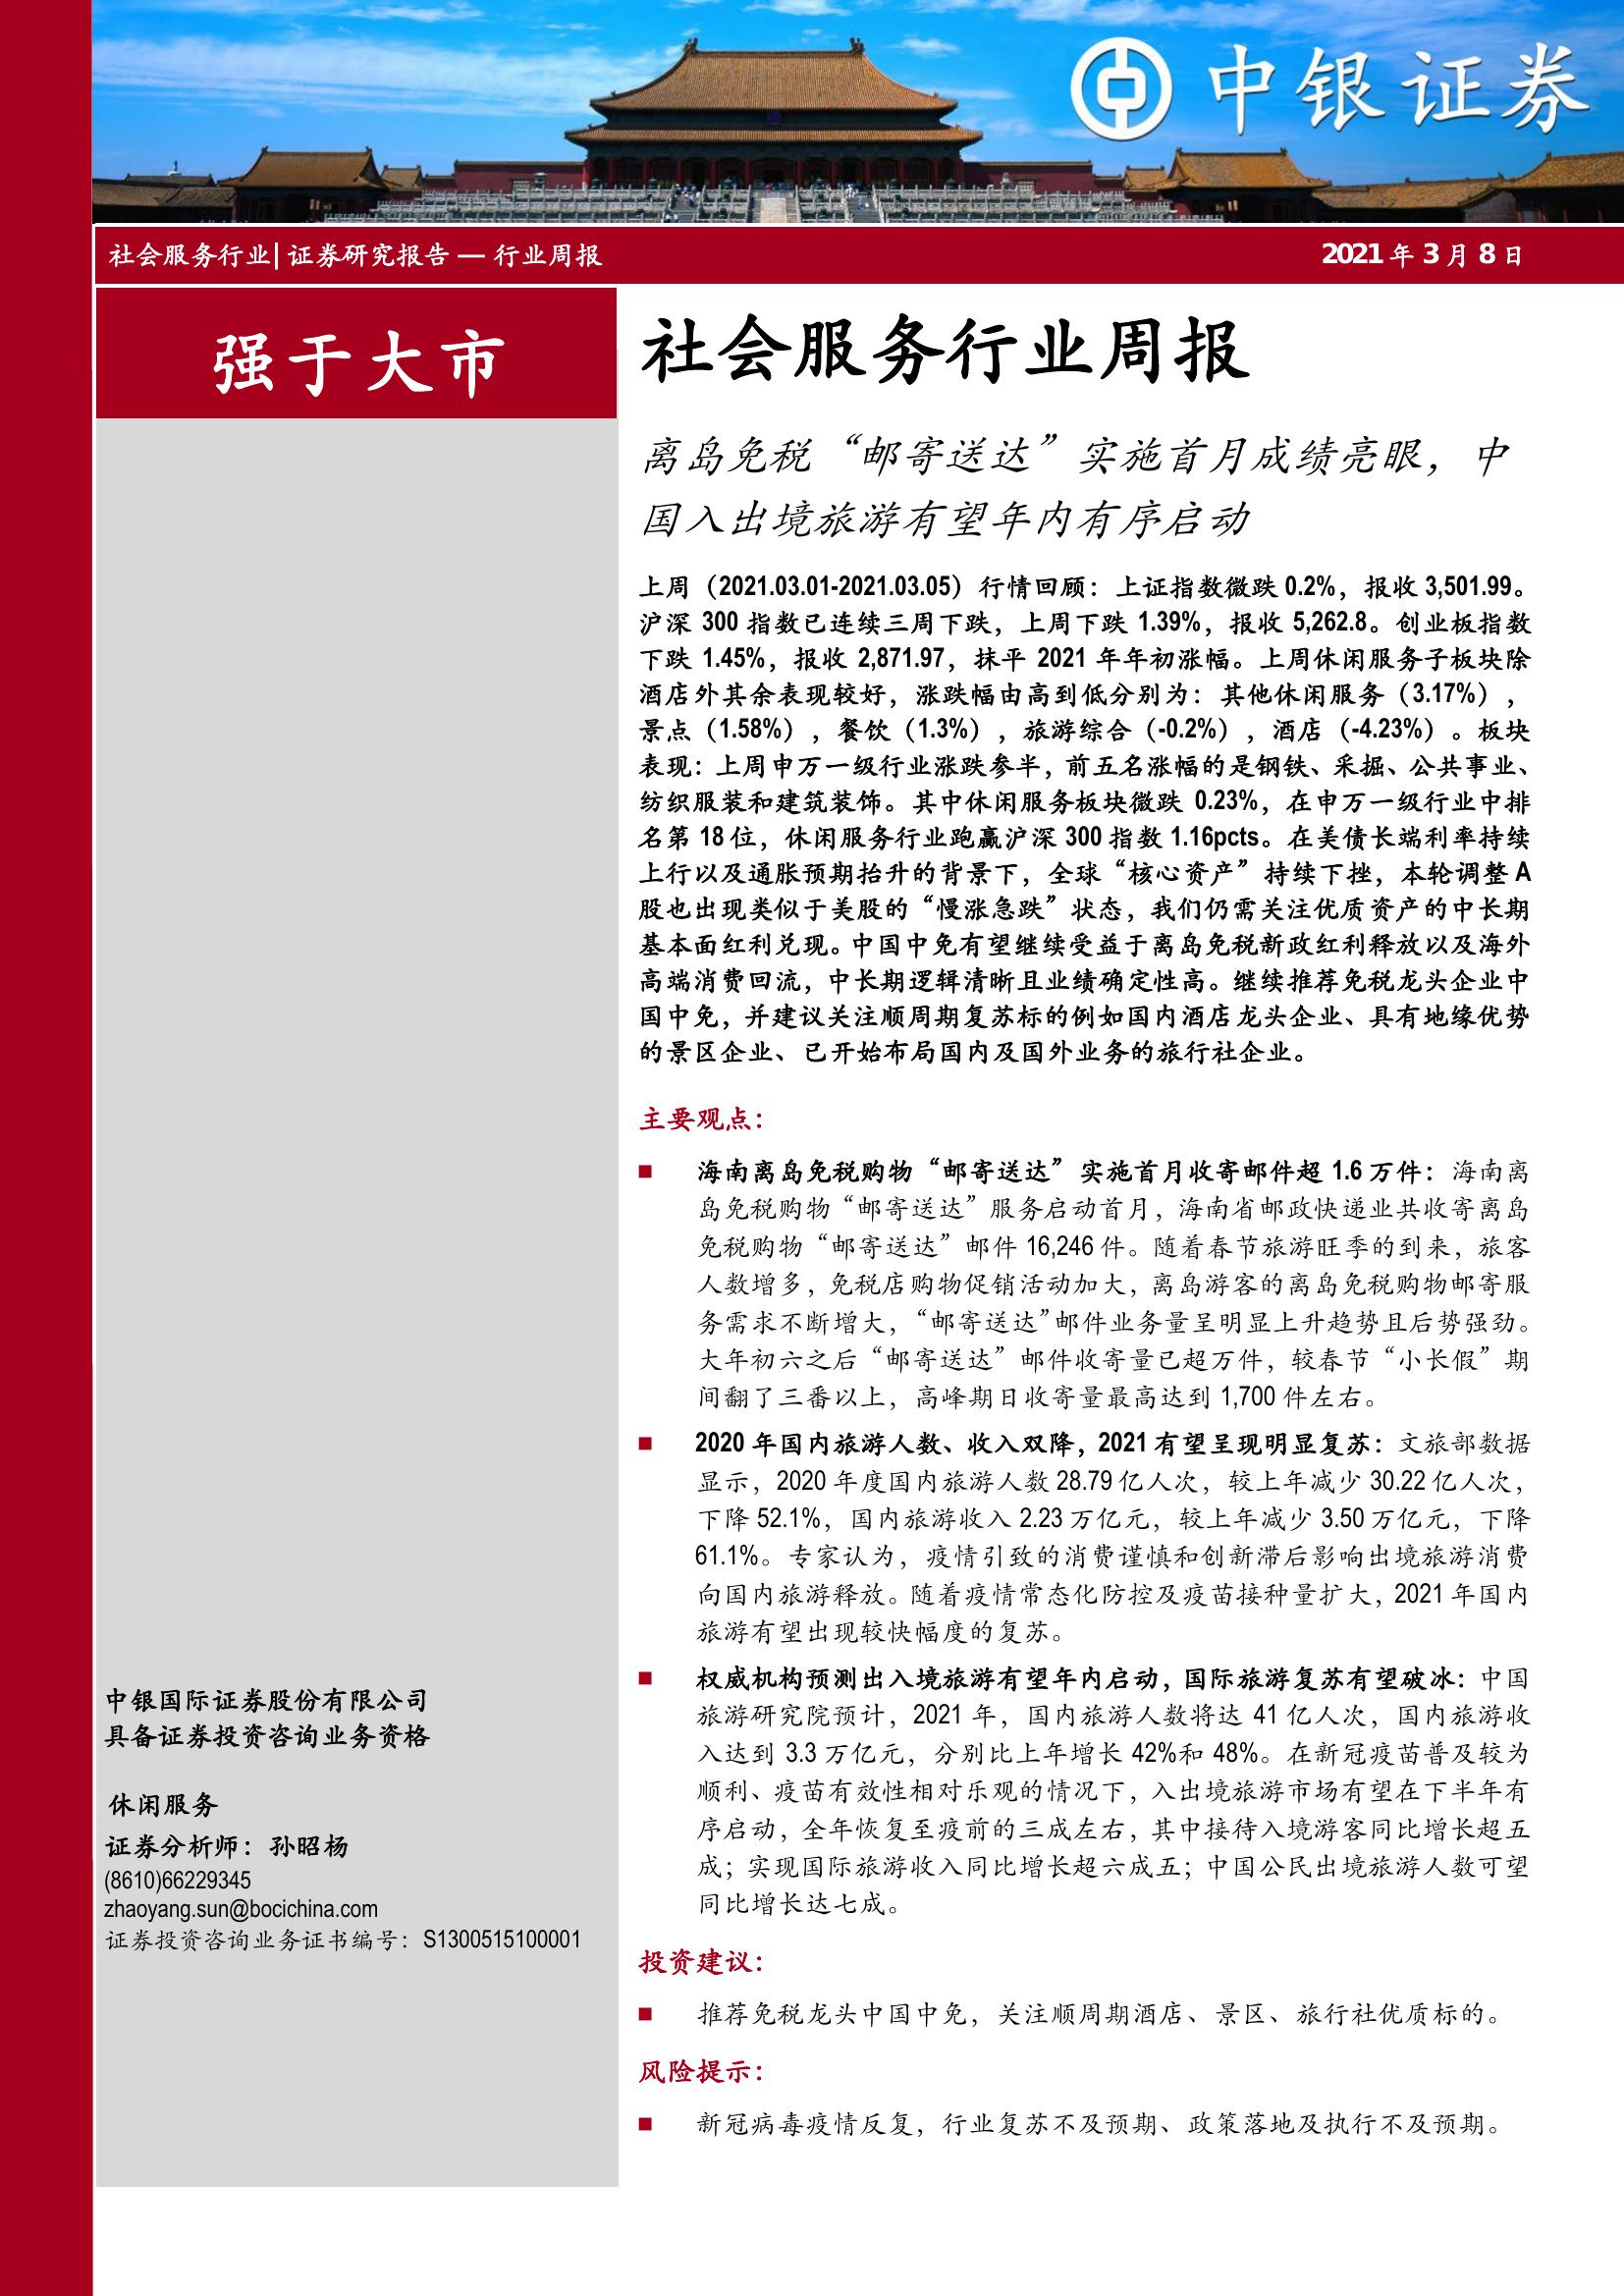 中银证券
社会服务行业| 证券研究报告 — 行业周报
2021 年 3 月 8 日
强于大市
社会服务行业周报
离岛免税“邮寄送达”实施首月成绩亮眼，中
国入出境旅游有望年内有序启动
上周（2021.03.01-2021.03.05）行情回顾：上证指数微跌 0.2%，报收 3,501.99。
沪深 300 指数已连续三周下跌，上周下跌 1.39%，报收 5,262.8。创业板指数
下跌 1.45%，报收 2,871.97，抹平 2021 年年初涨幅。上周休闲服务子板块除
酒店外其余表现较好，涨跌幅由高到低分别为：其他休闲服务（3.17%），
景点（1.58%），餐饮（1.3%），旅游综合（-0.2%），酒店（-4.23%）。板块
表现：上周申万一级行业涨跌参半，前五名涨幅的是钢铁、采掘、公共事业、
纺织服装和建筑装饰。其中休闲服务板块微跌 0.23%，在申万一级行业中排
名第 18 位，休闲服务行业跑赢沪深 300 指数 1.16pcts。在美债长端利率持续
上行以及通胀预期抬升的背景下，全球“核心资产”持续下挫，本轮调整 A
股也出现类似于美股的“慢涨急跌”状态，我们仍需关注优质资产的中长期
基本面红利兑现。中国中免有望继续受益于离岛免税新政红利释放以及海外
高端消费回流，中长期逻辑清晰且业绩确定性高。继续推荐免税龙头企业中
国中免，并建议关注顺周期复苏标的例如国内酒店龙头企业、具有地缘优势
的景区企业、已开始布局国内及国外业务的旅行社企业。
主要观点：
■ 海南离岛免税购物“邮寄送达”实施首月收寄邮件超 1.6 万件：海南离
岛免税购物“邮寄送达”服务启动首月，海南省邮政快递业共收寄离岛
免税购物“邮寄送达”邮件 16,246 件。随着春节旅游旺季的到来，旅客
人数增多，免税店购物促销活动加大，离岛游客的离岛免税购物邮寄服
务需求不断增大，“邮寄送达”邮件业务量呈明显上升趋势且后势强劲。
大年初六之后“邮寄送达”邮件收寄量已超万件，较春节“小长假”期
间翻了三番以上，高峰期日收寄量最高达到 1,700 件左右。
■ 2020 年国内旅游人数、收入双降，2021 有望呈现明显复苏：文旅部数据
显示，2020 年度国内旅游人数 28.79 亿人次，较上年减少 30.22 亿人次，
下降 52.1%，国内旅游收入 2.23 万亿元，较上年减少 3.50 万亿元，下降
61.1%。专家认为，疫情引致的消费谨慎和创新滞后影响出境旅游消费
向国内旅游释放。随着疫情常态化防控及疫苗接种量扩大，2021 年国内
旅游有望出现较快幅度的复苏。
■ 权威机构预测出入境旅游有望年内启动，国际旅游复苏有望破冰：中国
旅游研究院预计，2021 年，国内旅游人数将达 41 亿人次，国内旅游收
入达到 3.3 万亿元，分别比上年增长 42%和 48%。在新冠疫苗普及较为
顺利、疫苗有效性相对乐观的情况下，入出境旅游市场有望在下半年有
序启动，全年恢复至疫前的三成左右，其中接待入境游客同比增长超五
成；实现国际旅游收入同比增长超六成五；中国公民出境旅游人数可望
同比增长达七成。
投资建议：
■ 推荐免税龙头中国中免，关注顺周期酒店、景区、旅行社优质标的。
风险提示：
■ 新冠病毒疫情反复，行业复苏不及预期、政策落地及执行不及预期。
中银国际证券股份有限公司
具备证券投资咨询业务资格
休闲服务
证券分析师：孙昭杨
(8610)66229345
zhaoyang.sun@bocichina.com
证券投资咨询业务证书编号：S1300515100001